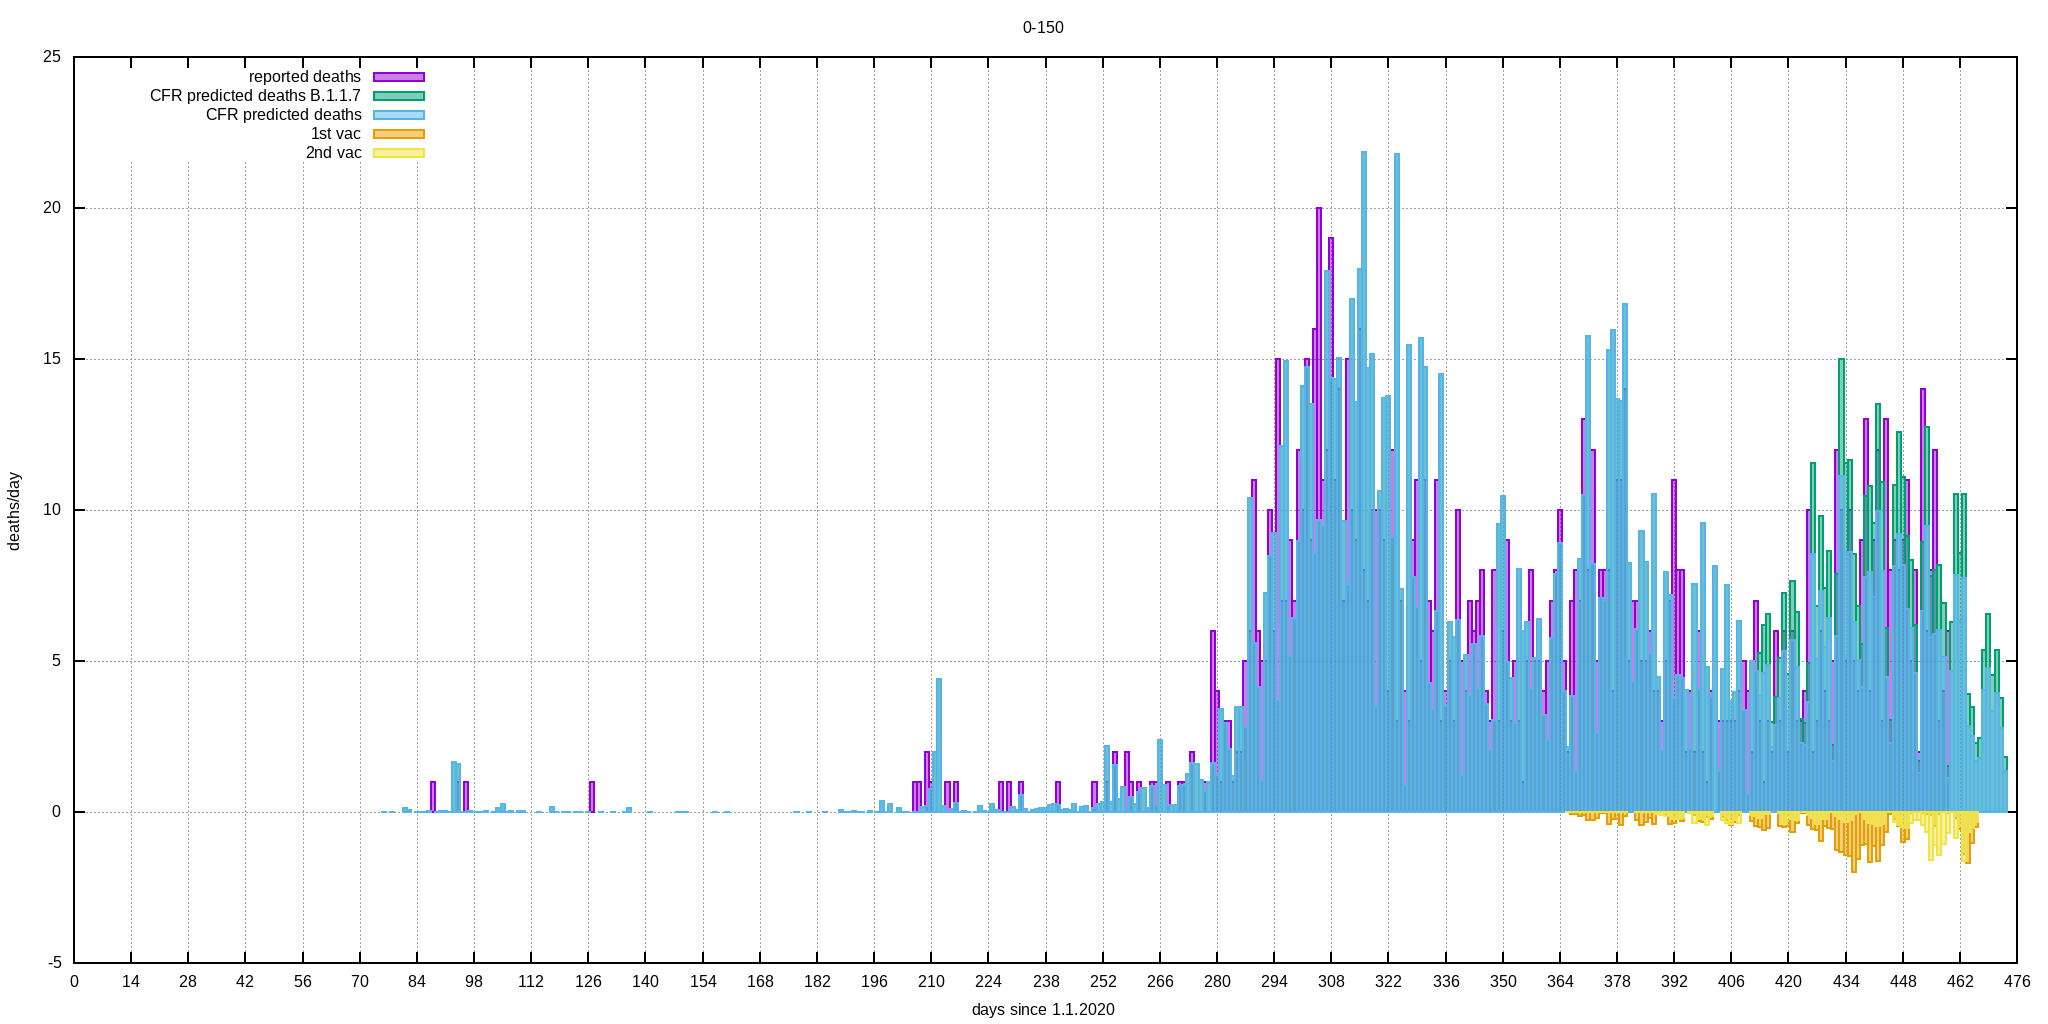 0-150
25
20
15
10
5
0
-5
deaths/day
reported deaths
CFR predicted deaths B.1.1.7
CFR predicted deaths
1st vac
2nd vac
0 14 28 42 56 70 84 98 112 126 140 154 168 182 196 210 224 238 252 266 280 294 308 322 336 350 364 378 392 406 420 434 448 462 476
days since 1.1.2020